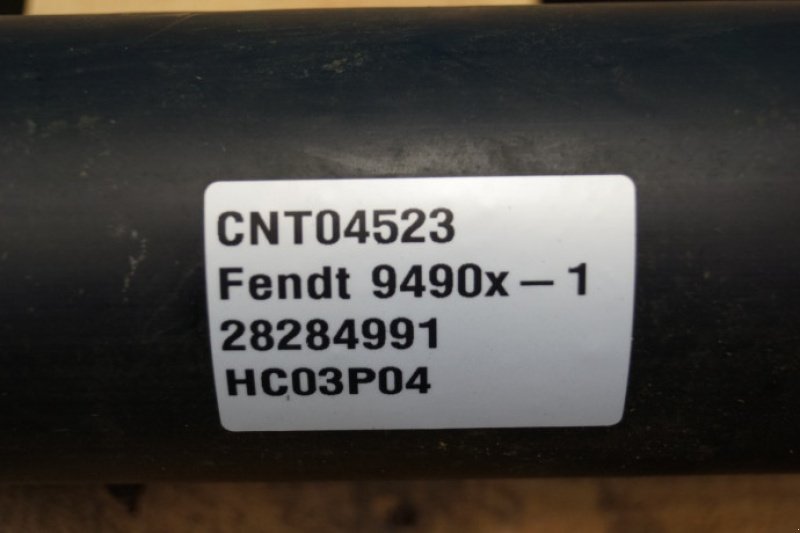 CNT04523
Fendt 9490x – 1
28284991
HC03P04